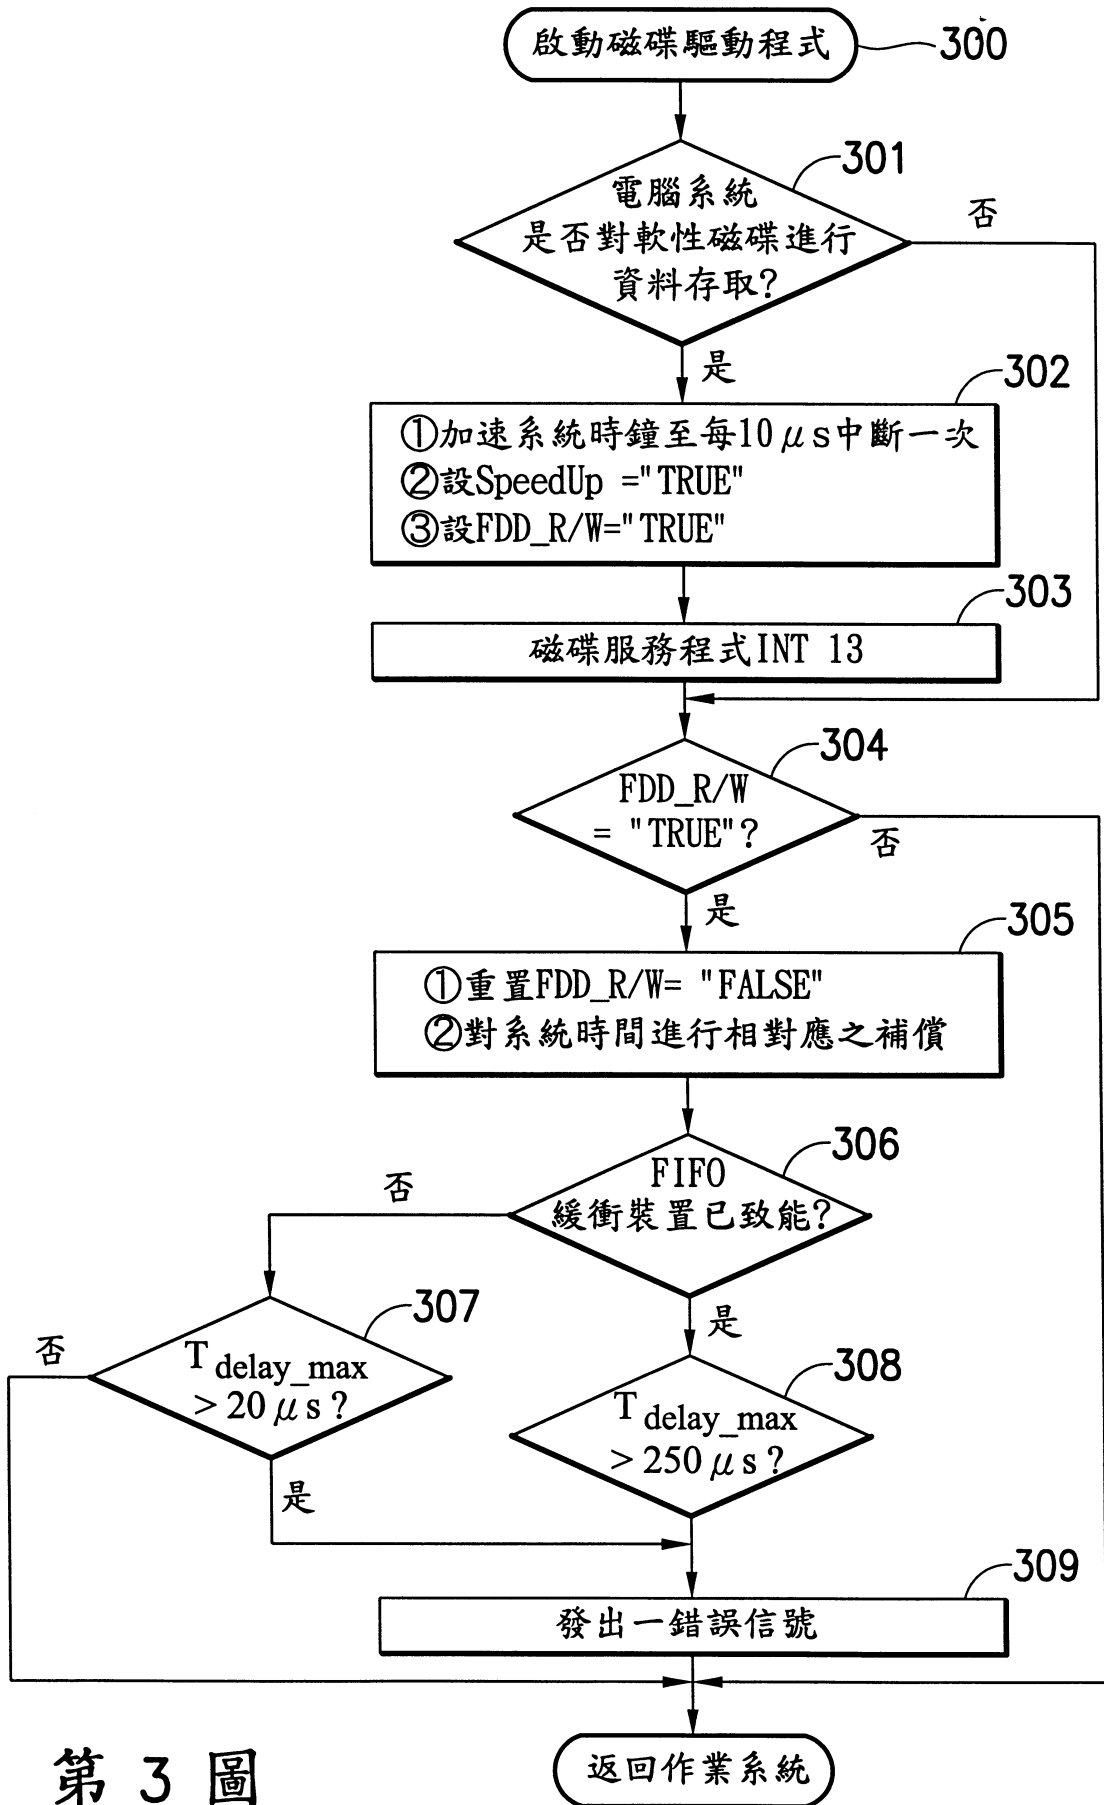 啟動磁碟驅動程式
300
301
電腦系統
是否對軟性磁碟進行
資料存取?
否
是
302
①加速系統時鐘至每10μs中斷一次
②設SpeedUp ="TRUE"
③設FDD_R/W="TRUE"
303
磁碟服務程式INT 13
304
FDD_R/W
= "TRUE"?
否
是
305
①重置FDD_R/W= "FALSE"
②對系統時間進行相對應之補償
306
FIFO
緩衝裝置已致能?
否
是
307
T delay_max
> 20 μs ?
否
是
308
T delay_max
> 250 μs ?
309
發出一錯誤信號
返回作業系統
第 3 圖